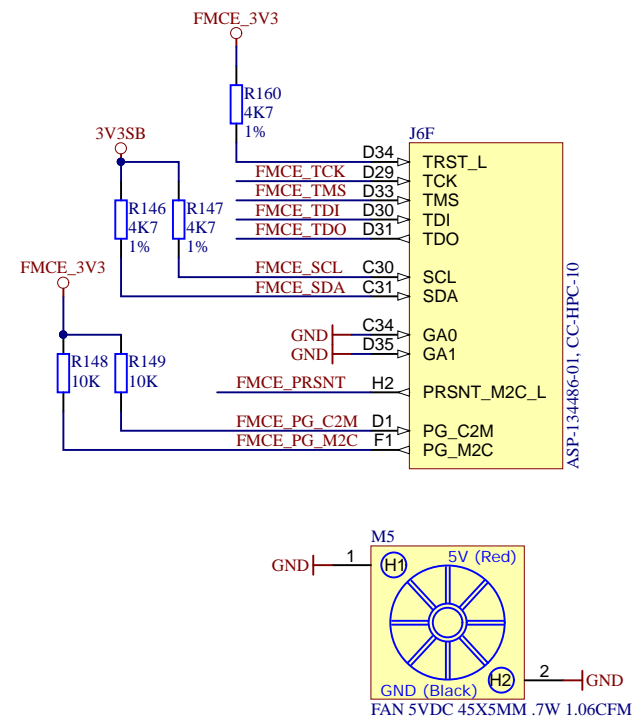 FMCE_3V3
R160
4K7
1%
3V3SB
R146
4K7
1%
R147
4K7
1%
FMCE_3V3
R148
10K
R149
10K
J6F
D34 TRST_L
FMCE_TCK D29 TCK
FMCE_TMS D33 TMS
FMCE_TDI D30 TDI
FMCE_TDO D31 TDO
FMCE_SCL C30 SCL
FMCE_SDA C31 SDA
GND C34 GA0
GND D35 GA1
FMCE_PRSNT H2 PRSNT_M2C_L
FMCE_PG_C2M D1 PG_C2M
FMCE_PG_M2C F1 PG_M2C
ASP-134486-01, CC-HPC-10
M5
GND 1 H1 5V (Red)
GND (Black) H2 2 GND
FAN 5VDC 45X5MM .7W 1.06CFM